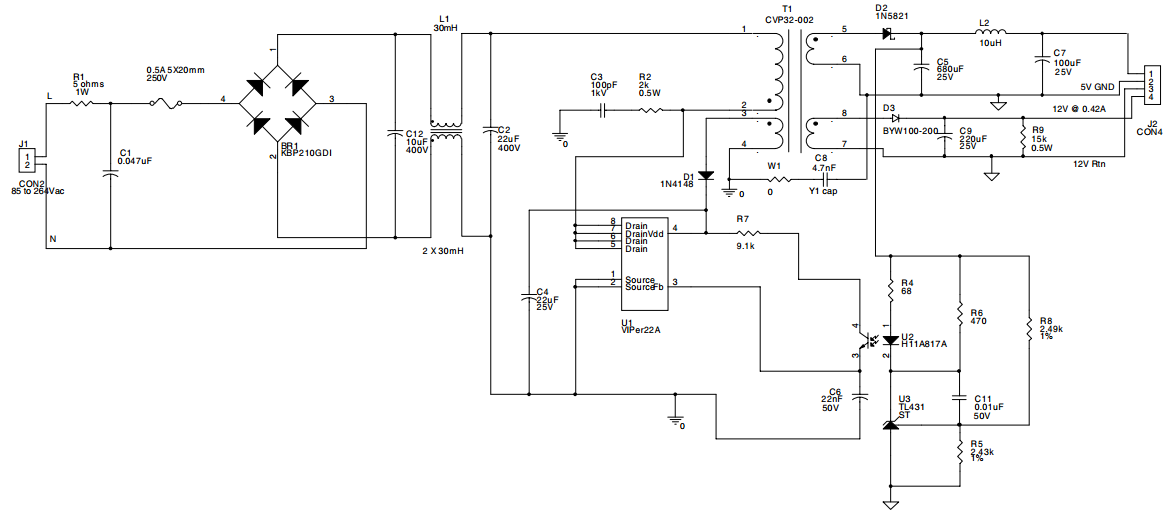 L1
30mH
T1
CVP32-002
D2
1N5821
L2
10uH
R1
5 ohms
1W
0.5A 5X20mm
250V
L
J1
1
2
CON2
85 to 264Vac
N
C1
0.047uF
1
4
3
2
BR1
KBP210GDI
C12
10uF
400V
C2
22uF
400V
2 X 30mH
C3
100pF
1kV
R2
2k
0.5W
0
1
2
3
4
5
6
8
7
C5
680uF
25V
C7
100uF
25V
5V GND
1
2
3
4
J2
CON4
12V @ 0.42A
D3
BYW100-200
C9
220uF
25V
R9
15k
0.5W
12V Rtn
D1
1N4148
W1
0
0
C8
4.7nF
Y1 cap
8 Drain
7 Drain Vdd 4
6 Drain
5 Drain
1 Source
2 Source Fb 3
U1
VIPer22A
R7
9.1k
C4
22uF
25V
0
4
3
C6
22nF
50V
R4
68
1
U2
H11A817A
2
R6
470
R8
2.49k
1%
U3
TL431
ST
C11
0.01uF
50V
R5
2.43k
1%